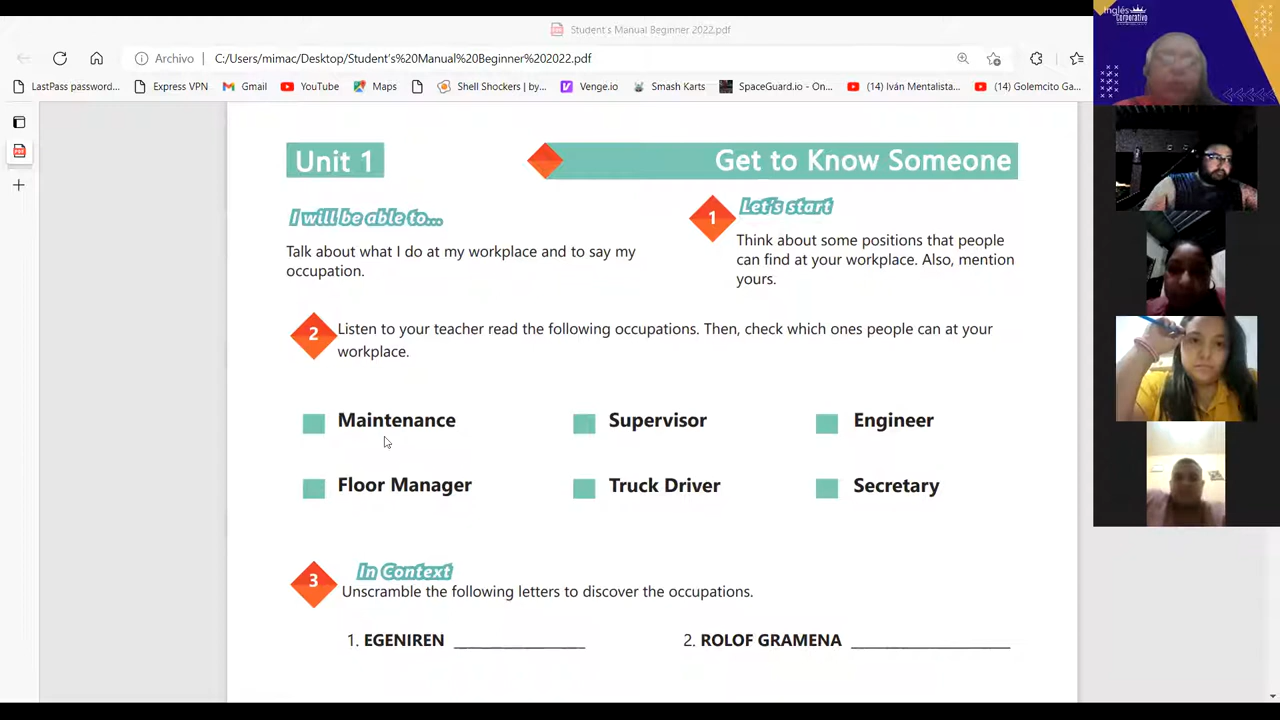 Student's Manual Beginner 2022.pdf
Archivo C:/Users/mimac/Desktop/Student's%20Manual%20Beginner%202022.pdf
LastPass password... Express VPN Gmail YouTube Maps Shell Shockers | by... Venge.io Smash Karts SpaceGuard.io - On... (14) Iván Mentalista... (14) Golemcito Ga...
Inglés
Corporativo
Unit 1
Get to Know Someone
I will be able to...
Talk about what I do at my workplace and to say my
occupation.
1
Let's start
Think about some positions that people
can find at your workplace. Also, mention
yours.
2
Listen to your teacher read the following occupations. Then, check which ones people can at your
workplace.
Maintenance Supervisor Engineer
Floor Manager Truck Driver Secretary
3
In Context
Unscramble the following letters to discover the occupations.
1. EGENIREN ________________ 2. ROLOF GRAMENA ___________________